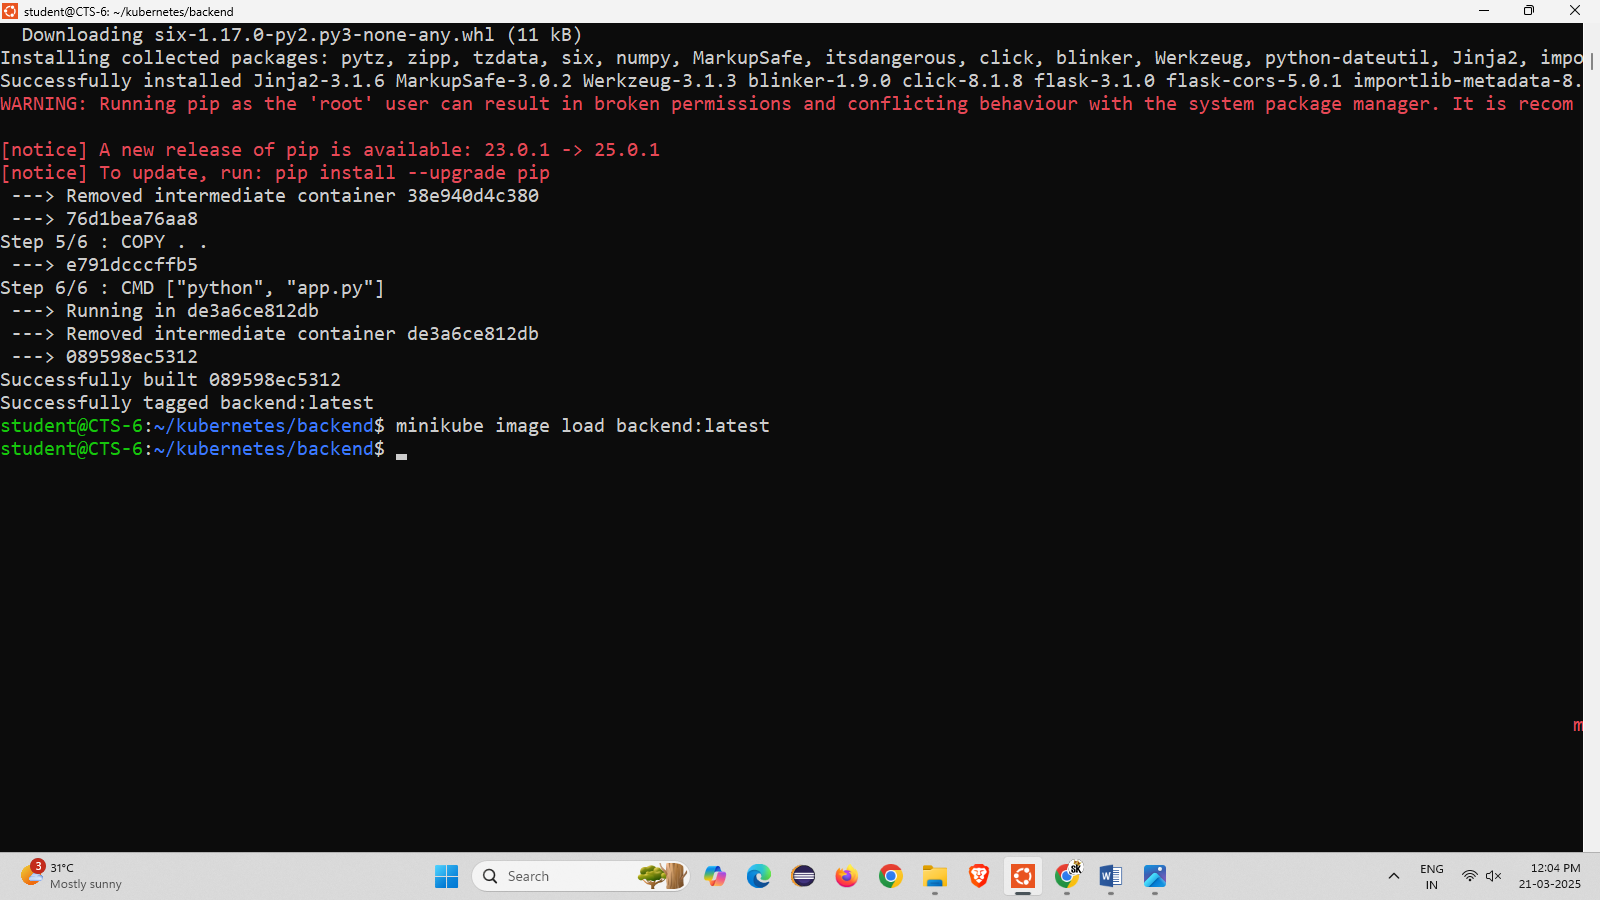 student@CTS-6: ~/kubernetes/backend
Downloading six-1.17.0-py2.py3-none-any.whl (11 kB)
Installing collected packages: pytz, zipp, tzdata, six, numpy, MarkupSafe, itsdangerous, click, blinker, Werkzeug, python-dateutil, Jinja2, impo
Successfully installed Jinja2-3.1.6 MarkupSafe-3.0.2 Werkzeug-3.1.3 blinker-1.9.0 click-8.1.8 flask-3.1.0 flask-cors-5.0.1 importlib-metadata-8.
WARNING: Running pip as the 'root' user can result in broken permissions and conflicting behaviour with the system package manager. It is recom
[notice] A new release of pip is available: 23.0.1 -> 25.0.1
[notice] To update, run: pip install --upgrade pip
---> Removed intermediate container 38e940d4c380
---> 76d1bea76aa8
Step 5/6 : COPY . .
---> e791dcccffb5
Step 6/6 : CMD ["python", "app.py"]
---> Running in de3a6ce812db
---> Removed intermediate container de3a6ce812db
---> 089598ec5312
Successfully built 089598ec5312
Successfully tagged backend:latest
student@CTS-6:~/kubernetes/backend$ minikube image load backend:latest
student@CTS-6:~/kubernetes/backend$
m
3
31°C
Mostly sunny
Search
SK
ENG
IN
12:04 PM
21-03-2025